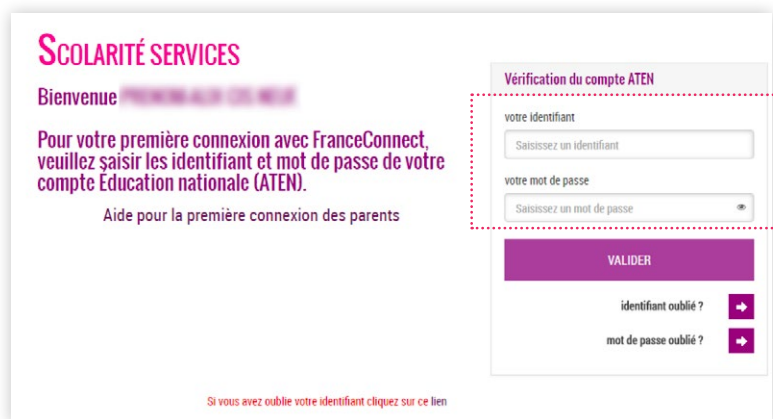 SCOLARITÉ SERVICES
Bienvenue
Pour votre première connexion avec FranceConnect,
veuillez saisir les identifiant et mot de passe de votre
compte Éducation nationale (ATEN).
Aide pour la première connexion des parents
Si vous avez oublie votre identifiant cliquez sur ce lien
Vérification du compte ATEN
votre identifiant
Saisissez un identifiant
votre mot de passe
Saisissez un mot de passe
VALIDER
identifiant oublié ?
mot de passe oublié ?